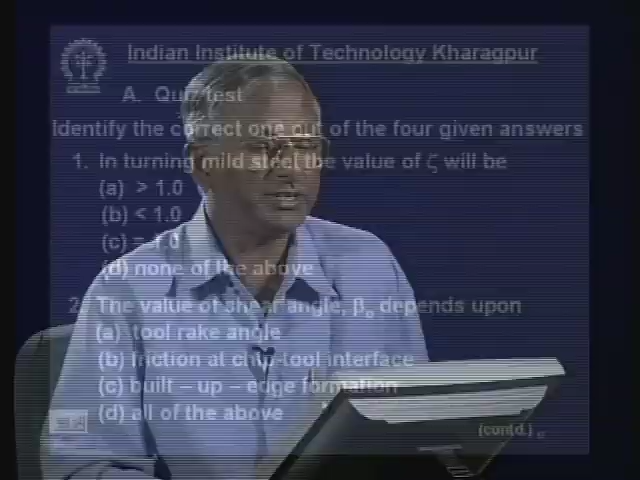 Indian Institute of Technology Kharagpur
A. Quiz test
Identify the correct one out of the four given answers
1. In turning mild steel the value of ζ will be
(a) > 1.0
(b) < 1.0
(c) = 1.0
(d) none of the above
2. The value of shear angle, βₒ depends upon
(a) tool rake angle
(b) friction at chip-tool interface
(c) built – up – edge formation
(d) all of the above
(contd.)